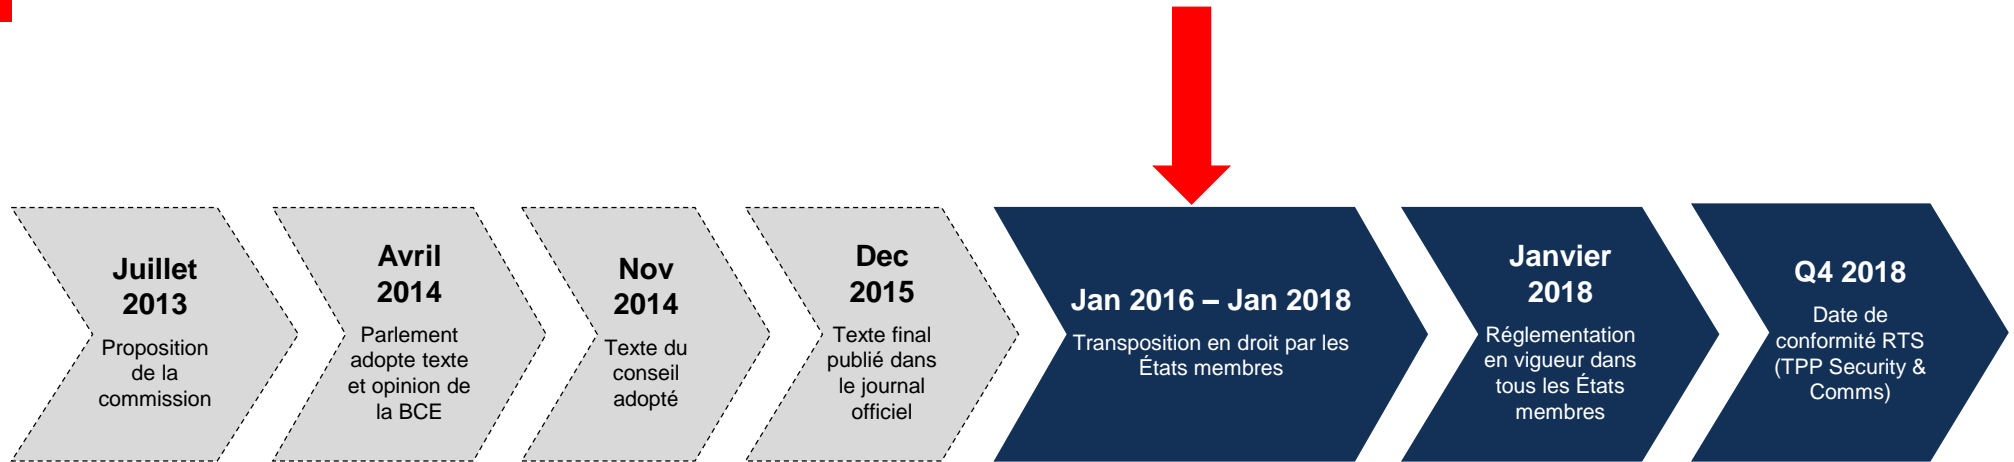 Juillet
2013
Proposition
de la
commission
Avril
2014
Parlement
adopte texte
et opinion de
la BCE
Nov
2014
Texte du
conseil
adopté
Dec
2015
Texte final
publié dans
le journal
officiel
Jan 2016 – Jan 2018
Transposition en droit par les
États membres
Janvier
2018
Réglementation
en vigueur dans
tous les États
membres
Q4 2018
Date de
conformité RTS
(TPP Security &
Comms)